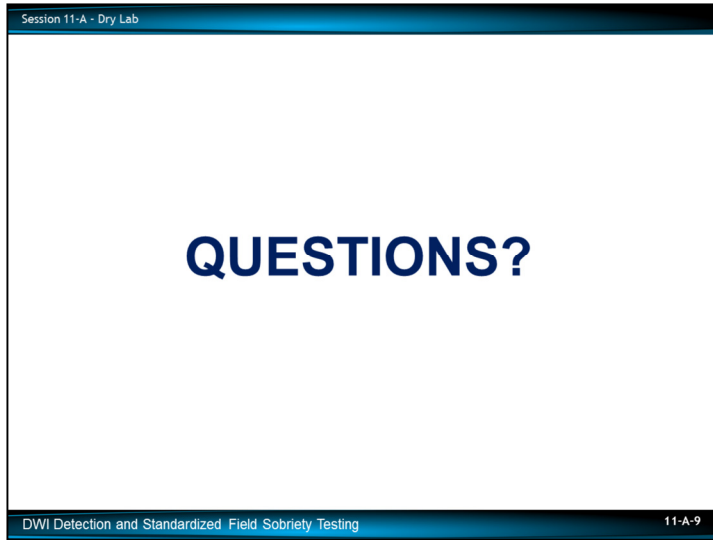 Session 11-A - Dry Lab
QUESTIONS?
DWI Detection and Standardized Field Sobriety Testing
11-A-9